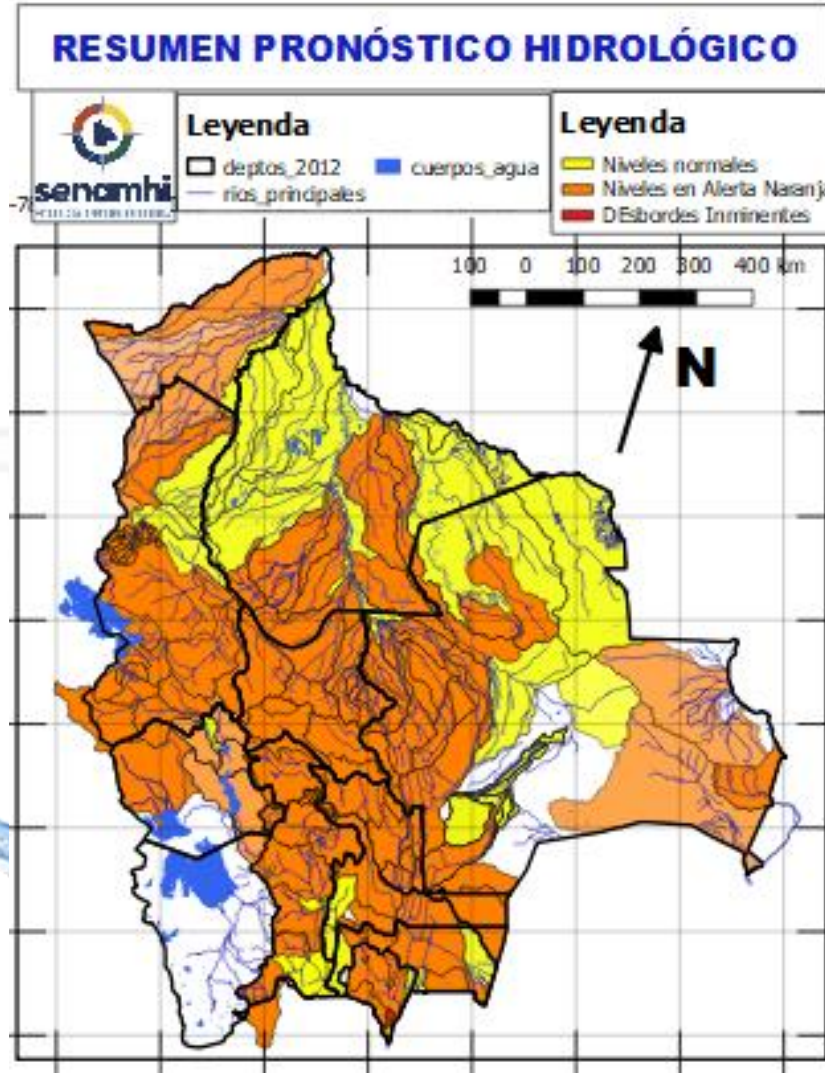 RESUMEN PRONÓSTICO HIDROLÓGICO
senamhi
Leyenda
deptos_2012
cuerpos_agua
rios_principales
Leyenda
Niveles normales
Niveles en Alerta Naranja
DEsbordes Inminentes
100 0 100 200 300 400 km
N